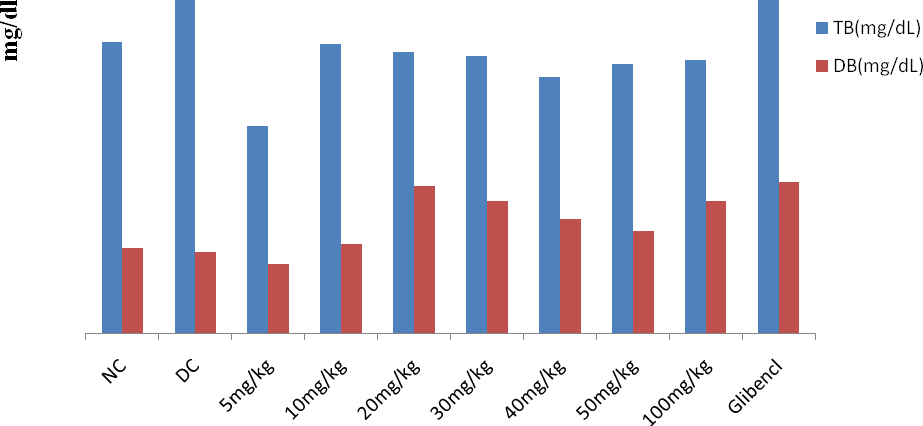 mg/dl
TB(mg/dL)
DB(mg/dL)
NC
DC
5mg/kg
10mg/kg
20mg/kg
30mg/kg
40mg/kg
50mg/kg
100mg/kg
Glibencl